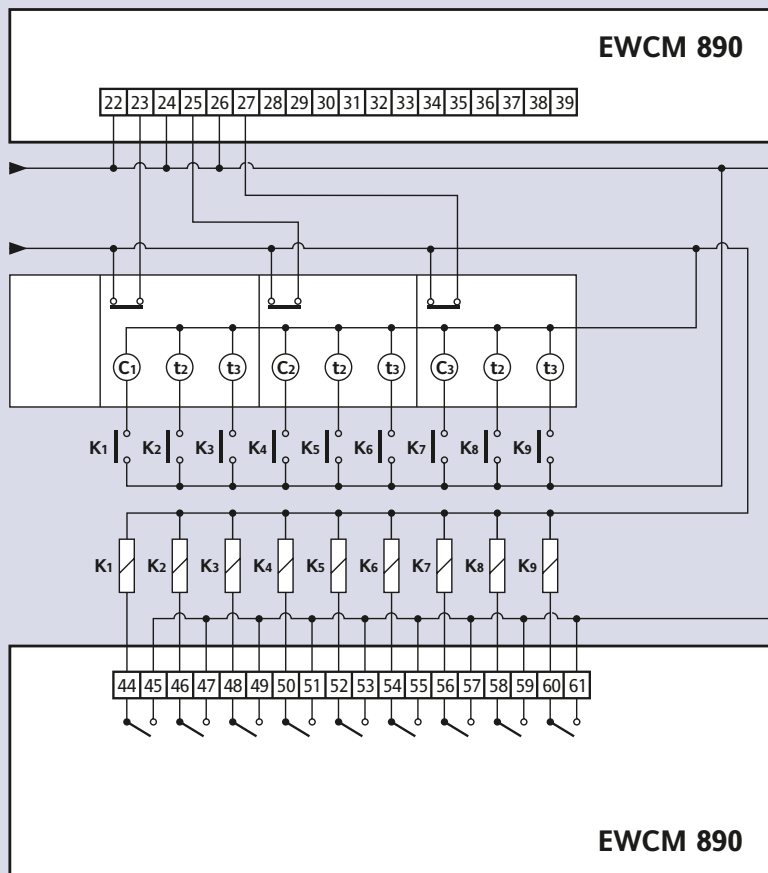 EWCM 890
22 23 24 25 26 27 28 29 30 31 32 33 34 35 36 37 38 39
C1 t2 t3 C2 t2 t3 C3 t2 t3
K1 K2 K3 K4 K5 K6 K7 K8 K9
K1 K2 K3 K4 K5 K6 K7 K8 K9
44 45 46 47 48 49 50 51 52 53 54 55 56 57 58 59 60 61
EWCM 890